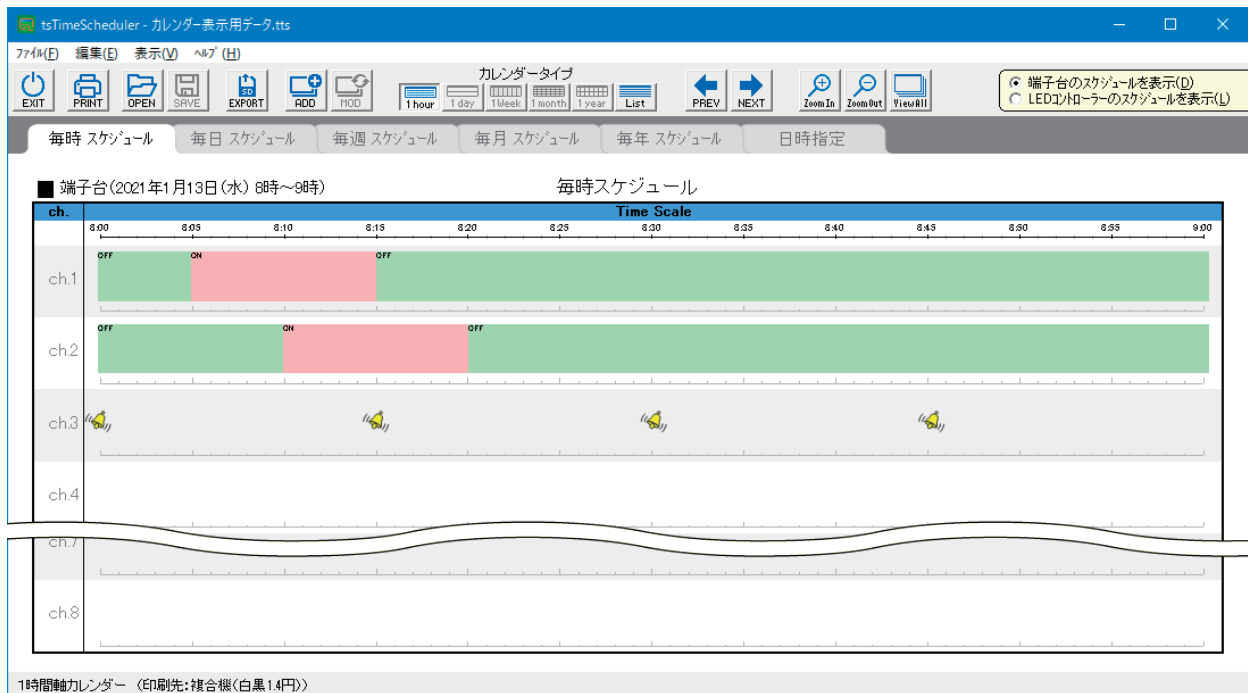 tsTimeScheduler - カレンダー表示用データ.tts
ファイル(F) 編集(E) 表示(V) ヘルプ(H)
カレンダータイプ
EXIT PRINT OPEN SAVE EXPORT ADD MOD 1 hour 1 day 1 Week 1 month 1 year List PREV NEXT Zoom In Zoom Out View All
端子台のスケジュールを表示(D)
LEDコントローラーのスケジュールを表示(L)
毎時 スケジュール 毎日 スケジュール 毎週 スケジュール 毎月 スケジュール 毎年 スケジュール 日時指定
■ 端子台(2021年1月13日(水) 8時～9時) 毎時スケジュール
ch. Time Scale
8:00 8:05 8:10 8:15 8:20 8:25 8:30 8:35 8:40 8:45 8:50 8:55 9:00
OFF ON OFF
ch.1
OFF ON OFF
ch.2
ch.3
ch.4
ch.7
ch.8
1時間軸カレンダー (印刷先:複合機(白黒1.4円))